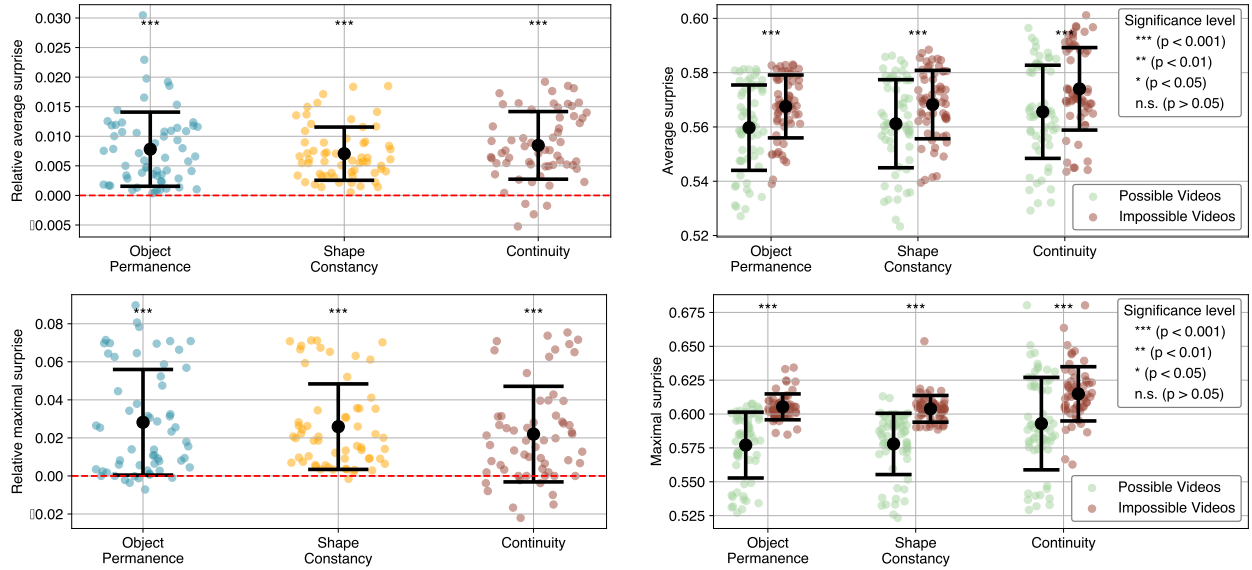 Relative average surprise
0.030
0.025
0.020
0.015
0.010
0.005
0.000
▯0.005
***
***
***
Object
Permanence
Shape
Constancy
Continuity
Average surprise
0.60
0.58
0.56
0.54
0.52
***
***
***
Significance level
*** (p < 0.001)
** (p < 0.01)
* (p < 0.05)
n.s. (p > 0.05)
Possible Videos
Impossible Videos
Object
Permanence
Shape
Constancy
Continuity
Relative maximal surprise
0.08
0.06
0.04
0.02
0.00
▯0.02
***
***
***
Object
Permanence
Shape
Constancy
Continuity
Maximal surprise
0.675
0.650
0.625
0.600
0.575
0.550
0.525
***
***
***
Significance level
*** (p < 0.001)
** (p < 0.01)
* (p < 0.05)
n.s. (p > 0.05)
Possible Videos
Impossible Videos
Object
Permanence
Shape
Constancy
Continuity